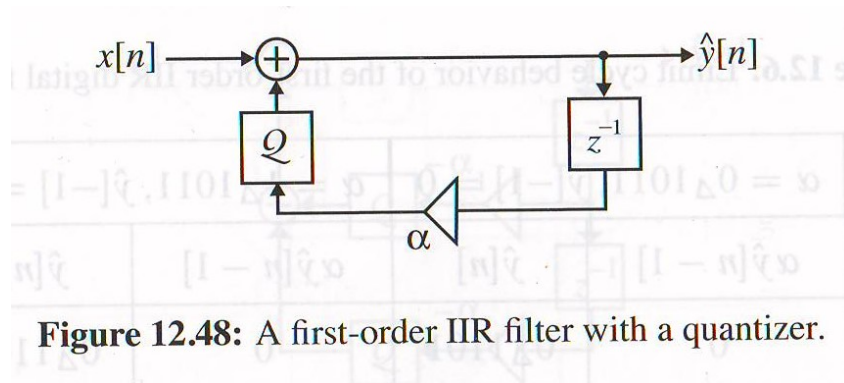 x[n]
ŷ[n]
Q
z⁻¹
α
Figure 12.48: A first-order IIR filter with a quantizer.